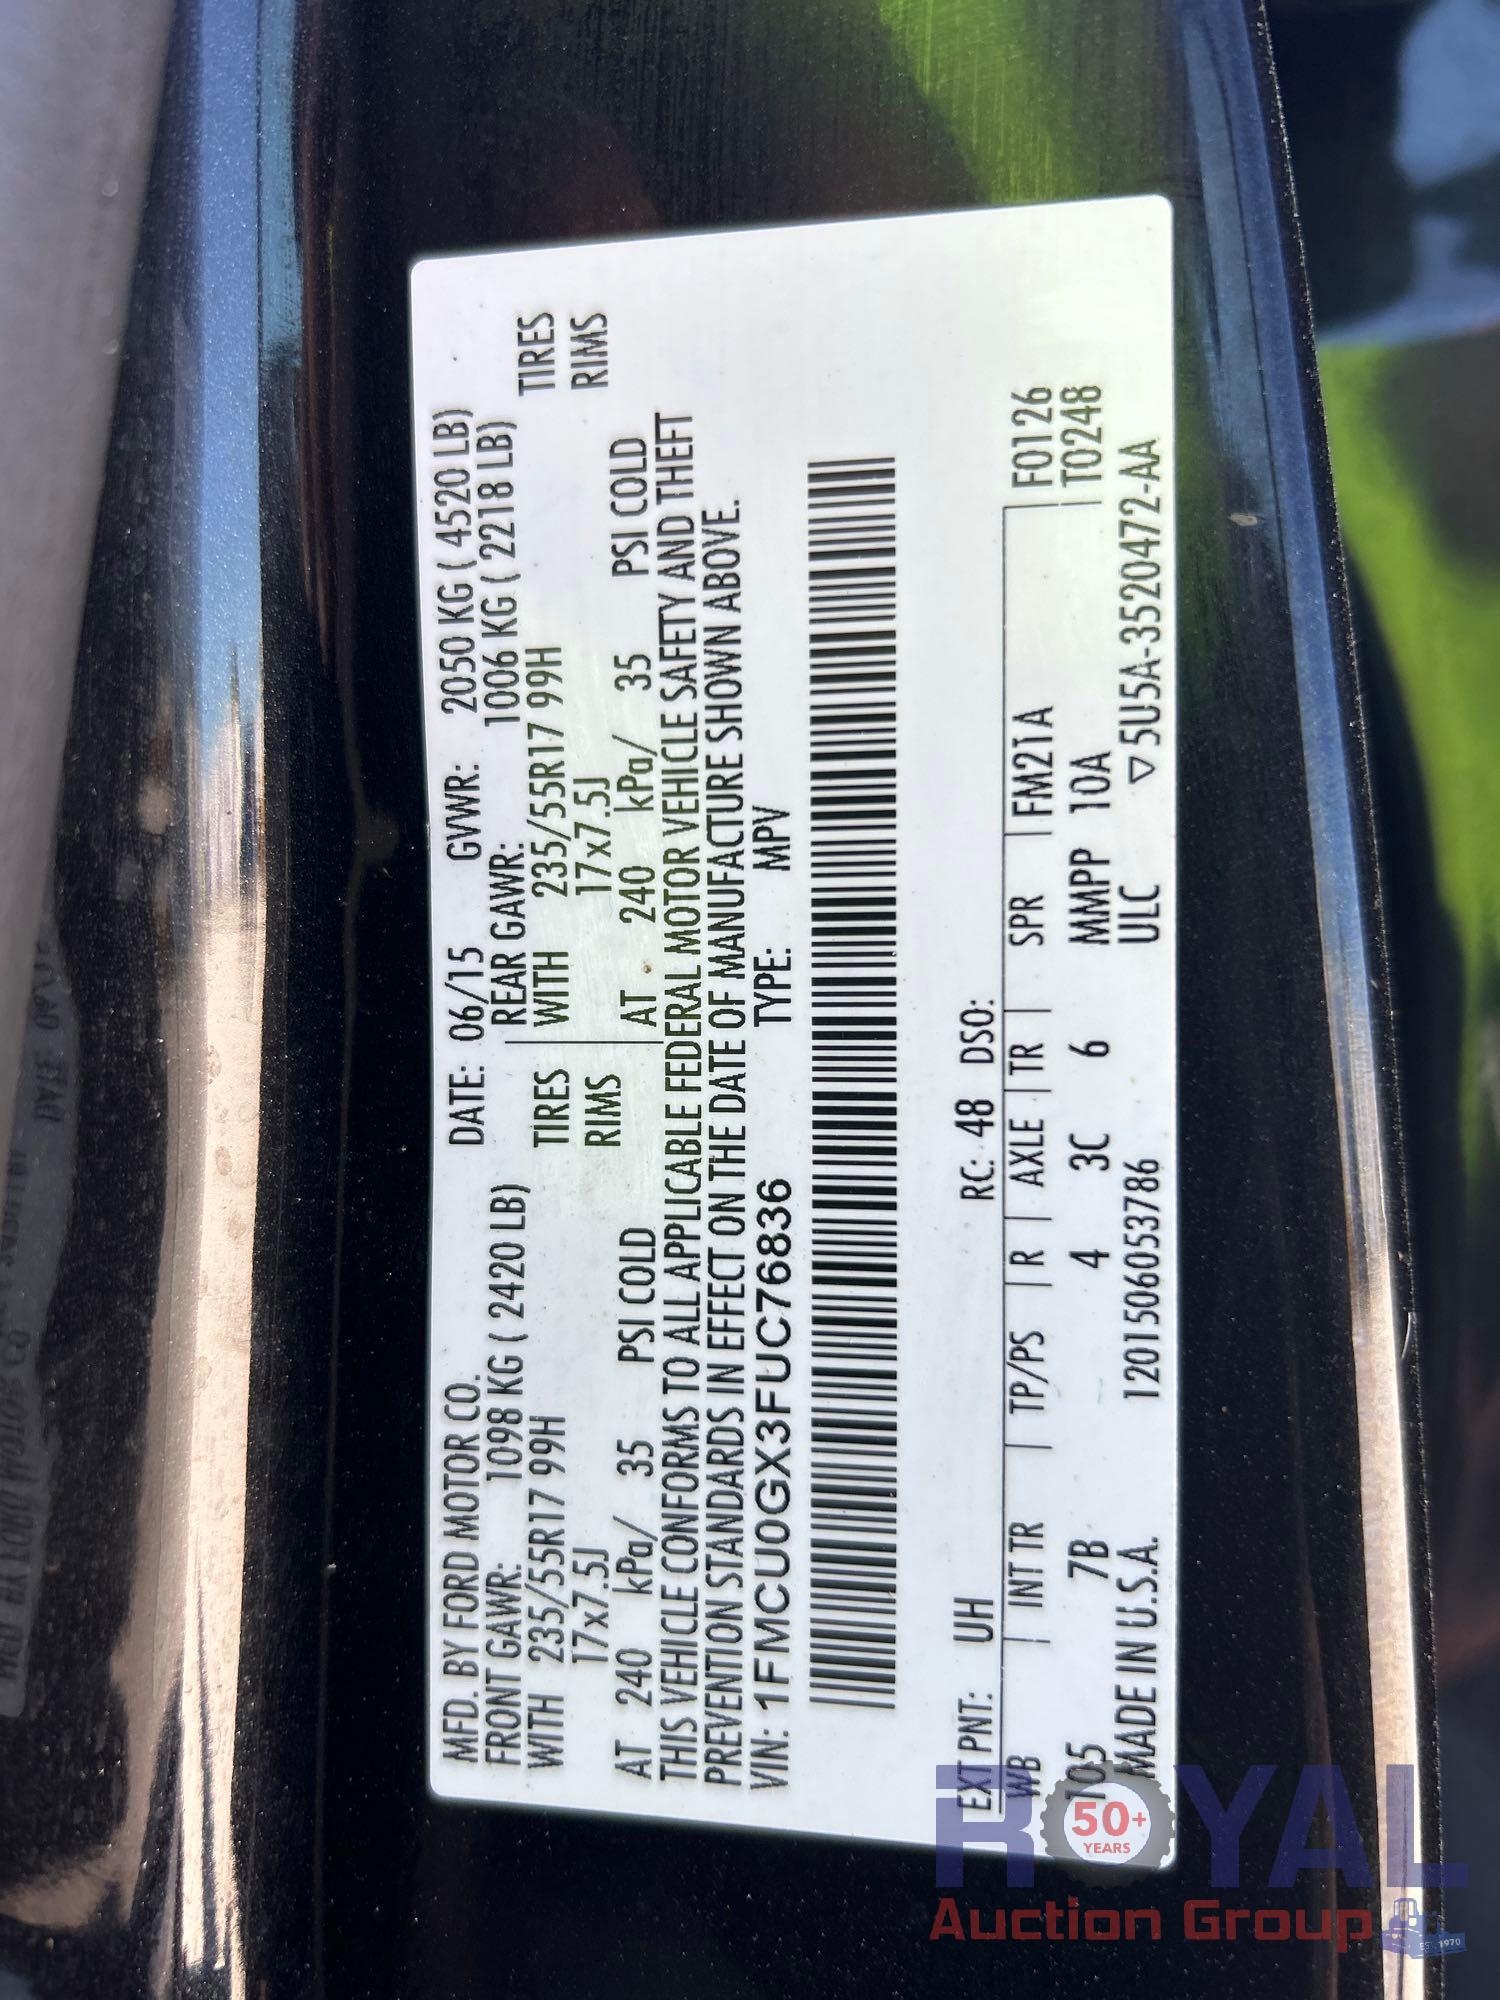 MFD. BY FORD MOTOR CO. DATE: 06/15 GVWR: 2050 KG ( 4520 LB)
FRONT GAWR: 1098 KG ( 2420 LB) REAR GAWR: 1006 KG ( 2218 LB)
WITH 235/55R17 99H TIRES WITH 235/55R17 99H TIRES
17x7.5J RIMS 17x7.5J RIMS
AT 240 kPa/ 35 PSI COLD AT 240 kPa/ 35 PSI COLD
THIS VEHICLE CONFORMS TO ALL APPLICABLE FEDERAL MOTOR VEHICLE SAFETY AND THEFT
PREVENTION STANDARDS IN EFFECT ON THE DATE OF MANUFACTURE SHOWN ABOVE.
VIN: 1FMCU0GX3FUC76836 TYPE: MPV
EXT PNT: UH RC: 48 DSO:
WB | INT TR | TP/PS | R | AXLE | TR | SPR | FM21A | F0126
105 7B 4 3C 6 MMPP 10A | T0248
ULC
MADE IN U.S.A. 1201506053786 ▽5U5A-3520472-AA
ROYAL
50+
YEARS
Auction Group
EST. 1970